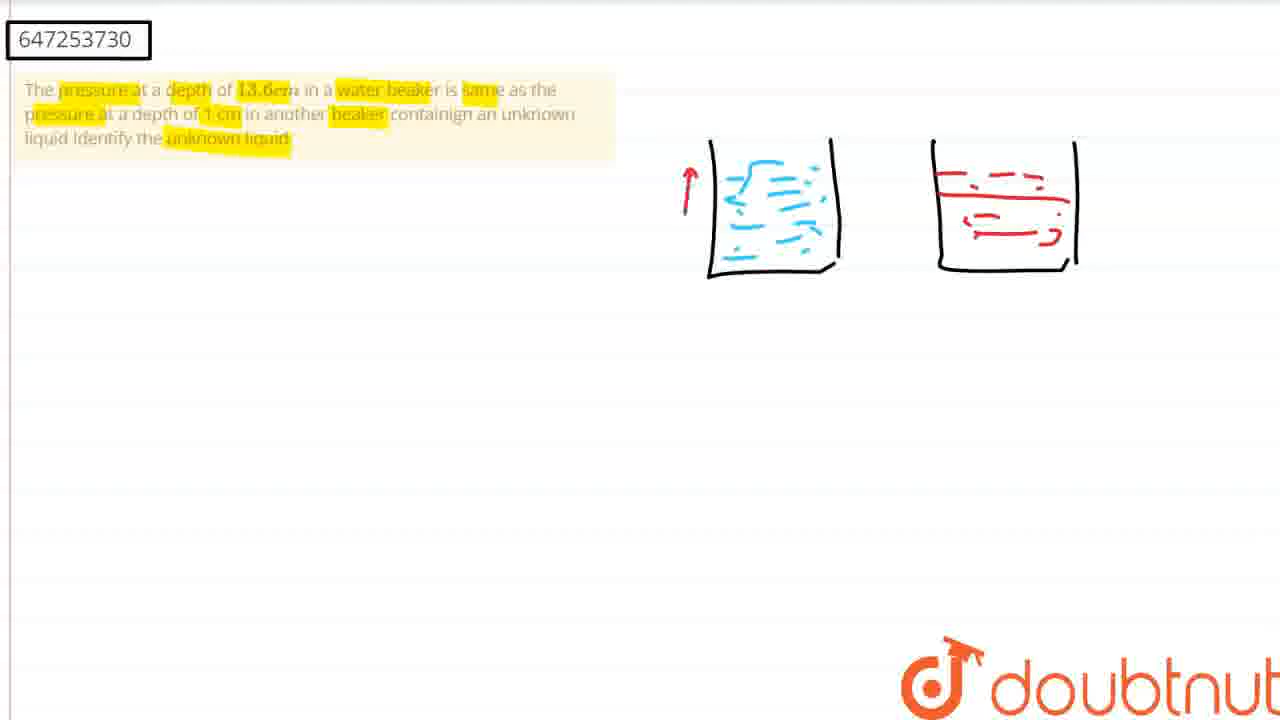 647253730
The pressure at a depth of 13.6cm in a water beaker is same as the
pressure at a depth of 1 cm in another beaker containign an unknown
liquid Identify the unknown liquid
doubtnut